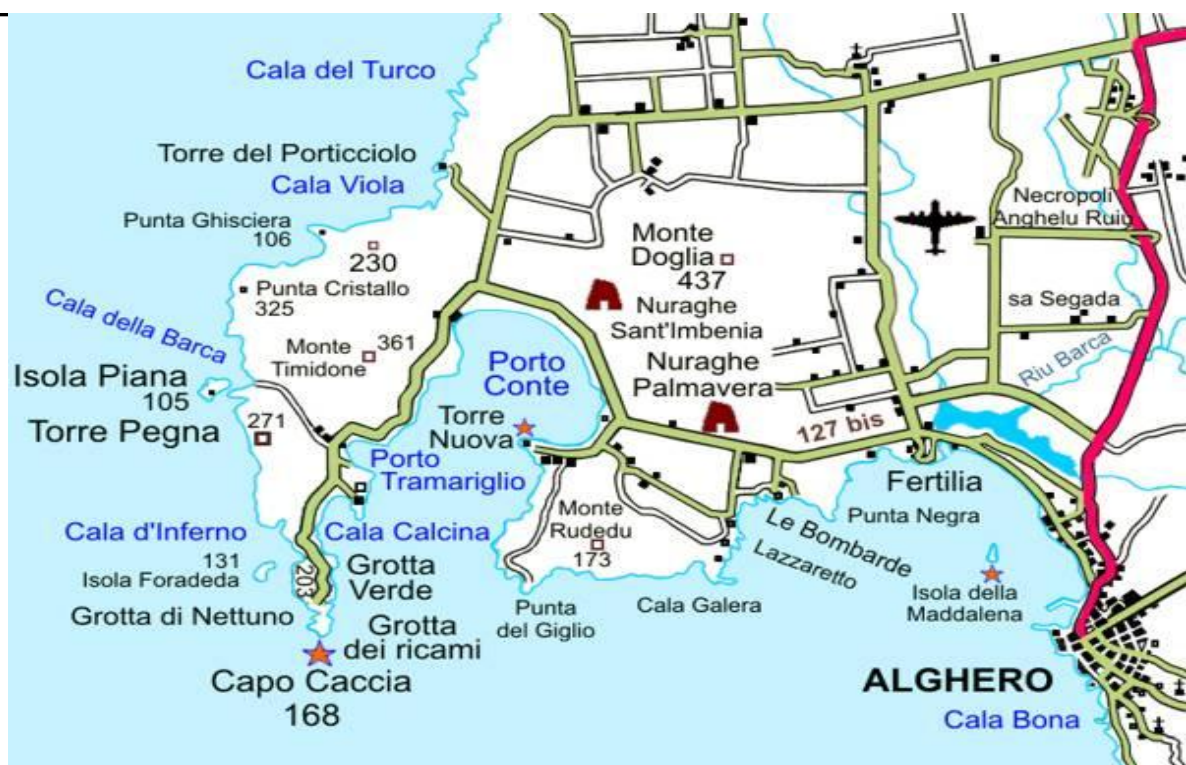 Cala del Turco
Torre del Porticciolo
Cala Viola
Punta Ghisciera
106
230
Punta Cristallo
325
Cala della Barca
Monte
Timidone
361
Isola Piana
105
Torre Pegna
271
Porto
Conte
Torre
Nuova
Porto
Tramariglio
Cala d'Inferno
131
Isola Foradeda
203
Cala Calcina
Grotta
Verde
Grotta di Nettuno
Grotta
dei ricami
Capo Caccia
168
Monte
Doglia
437
Nuraghe
Sant'Imbenia
Nuraghe
Palmavera
127 bis
Necropoli
Anghelu Ruiu
sa Segada
Riu Barca
Fertilia
Punta Negra
Le Bombarde
Lazzaretto
Monte
Rudedu
173
Punta
del Giglio
Cala Galera
Isola della
Maddalena
ALGHERO
Cala Bona